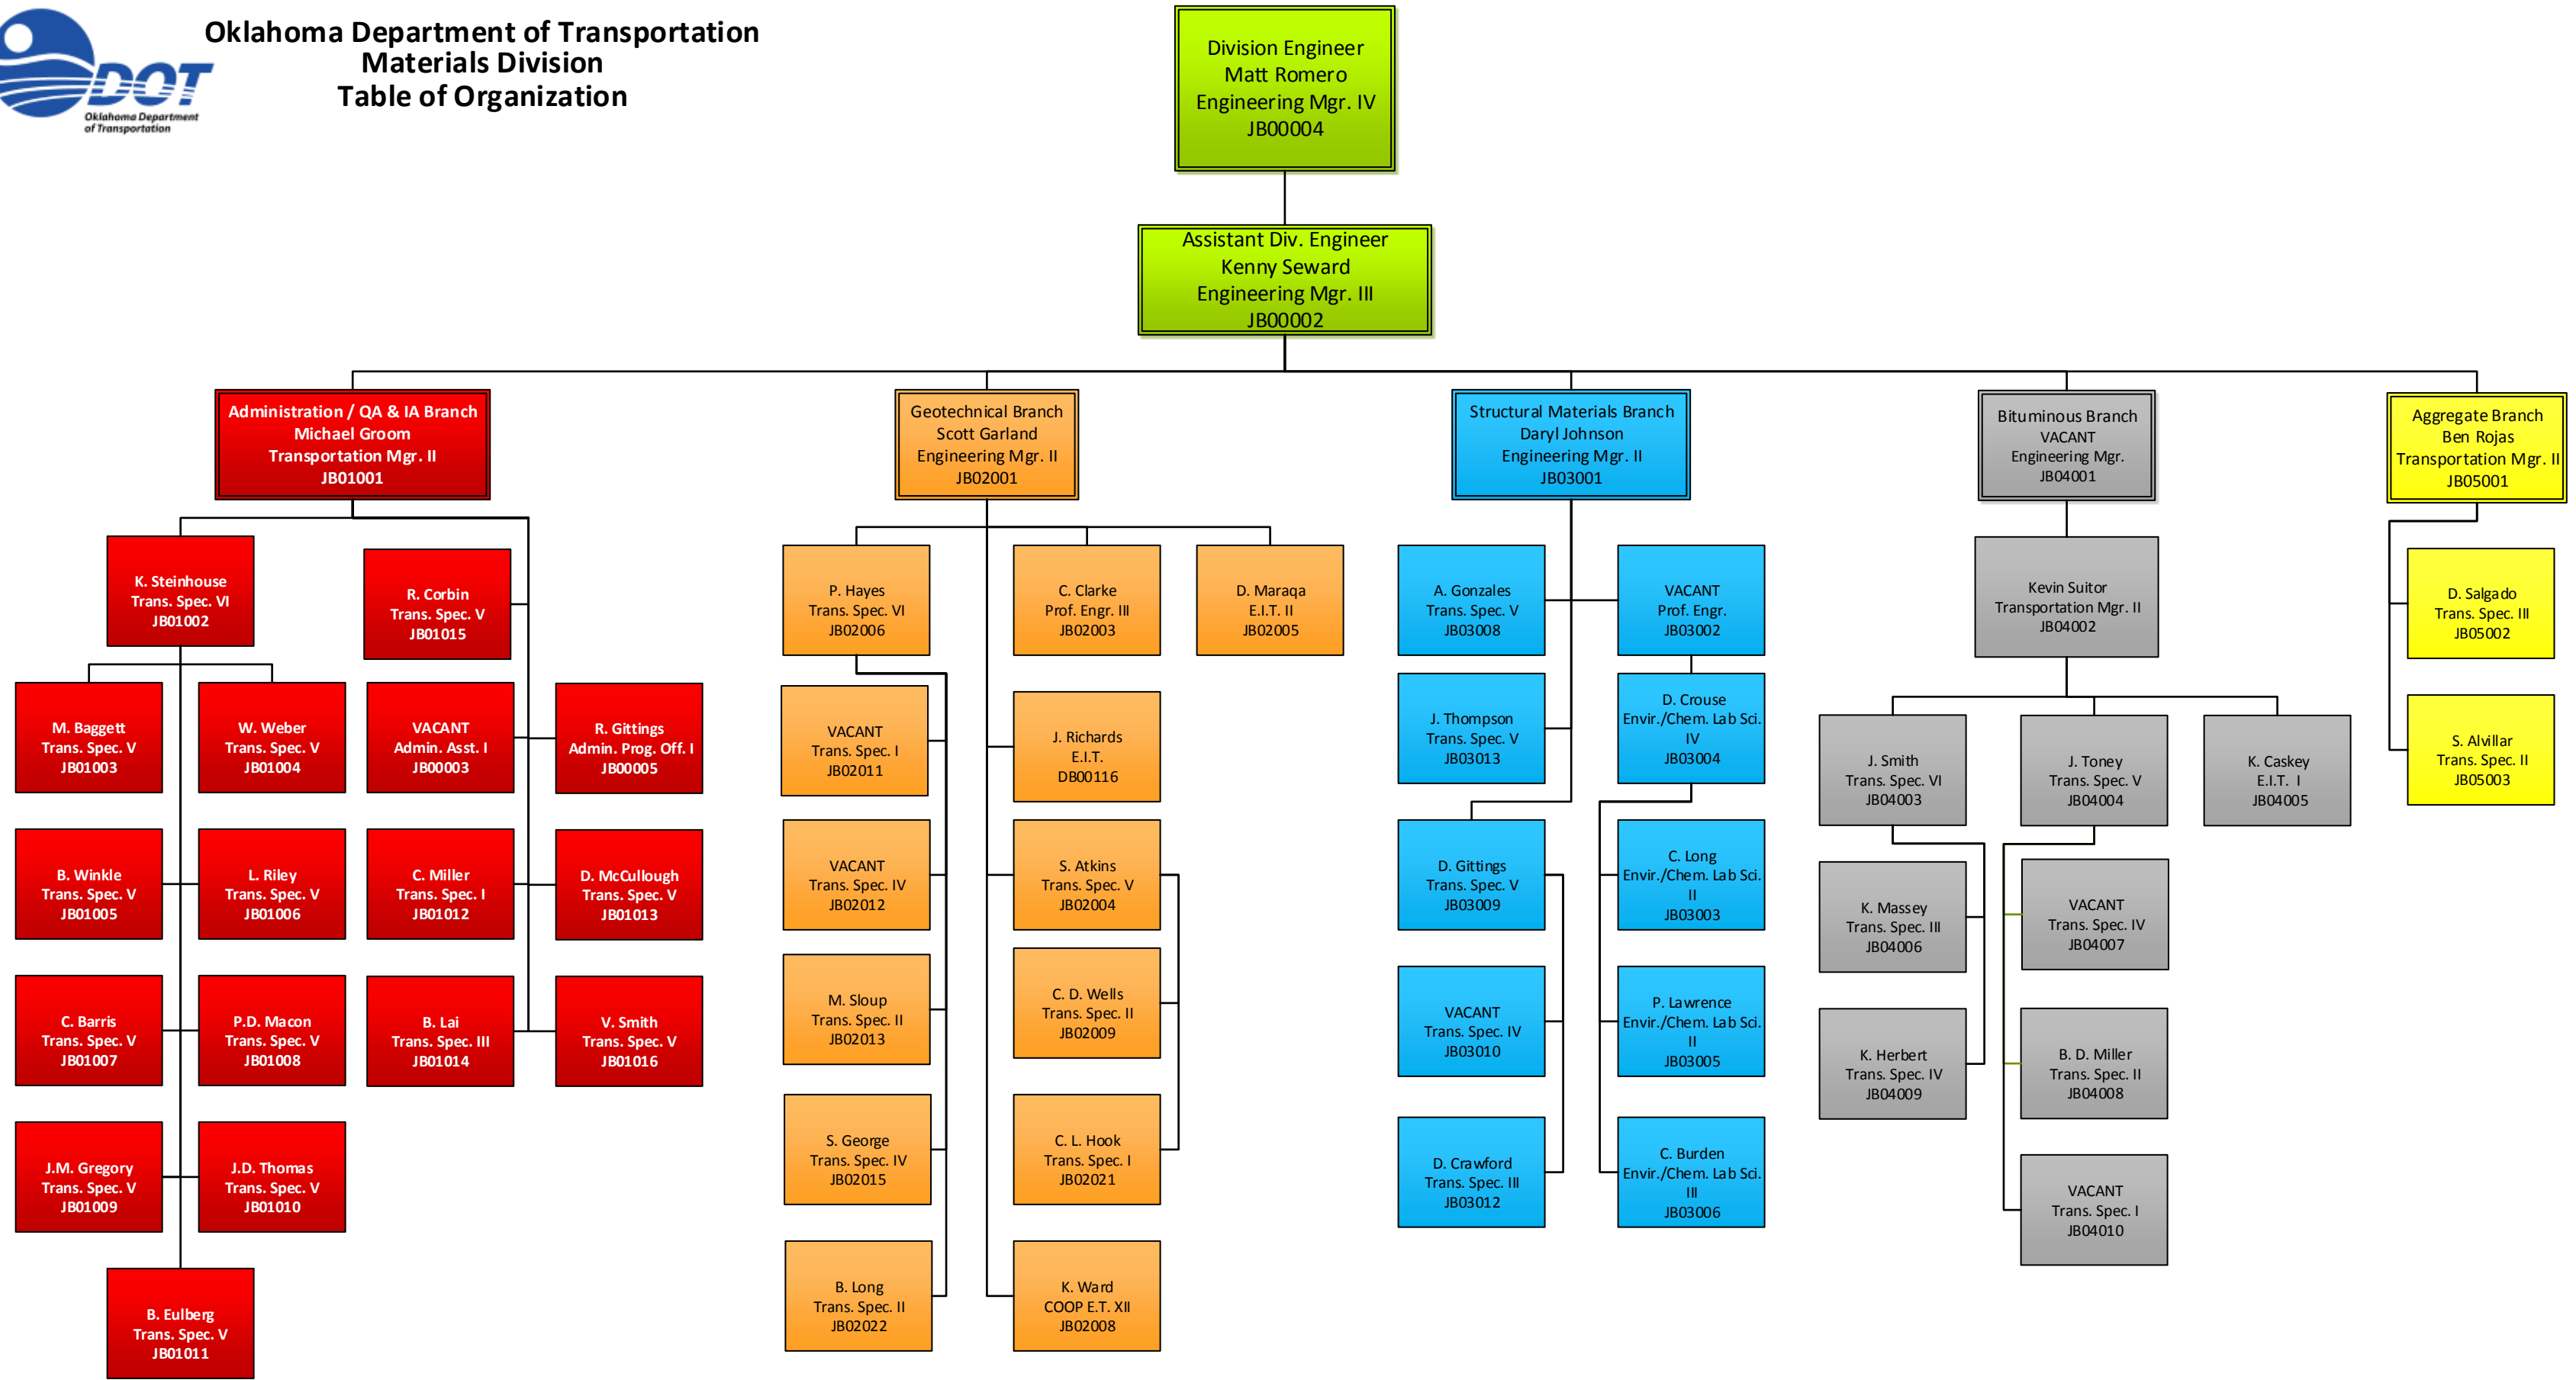 DOT
Oklahoma Department
of Transportation
Oklahoma Department of Transportation
Materials Division
Table of Organization
Division Engineer
Matt Romero
Engineering Mgr. IV
JB00004
Assistant Div. Engineer
Kenny Seward
Engineering Mgr. III
JB00002
Administration / QA & IA Branch
Michael Groom
Transportation Mgr. II
JB01001
K. Steinhouse
Trans. Spec. VI
JB01002
R. Corbin
Trans. Spec. V
JB01015
M. Baggett
Trans. Spec. V
JB01003
W. Weber
Trans. Spec. V
JB01004
VACANT
Admin. Asst. I
JB00003
R. Gittings
Admin. Prog. Off. I
JB00005
B. Winkle
Trans. Spec. V
JB01005
L. Riley
Trans. Spec. V
JB01006
C. Miller
Trans. Spec. I
JB01012
D. McCullough
Trans. Spec. V
JB01013
C. Barris
Trans. Spec. V
JB01007
P.D. Macon
Trans. Spec. V
JB01008
B. Lai
Trans. Spec. III
JB01014
V. Smith
Trans. Spec. V
JB01016
J.M. Gregory
Trans. Spec. V
JB01009
J.D. Thomas
Trans. Spec. V
JB01010
B. Eulberg
Trans. Spec. V
JB01011
Geotechnical Branch
Scott Garland
Engineering Mgr. II
JB02001
P. Hayes
Trans. Spec. VI
JB02006
C. Clarke
Prof. Engr. III
JB02003
D. Maraqa
E.I.T. II
JB02005
VACANT
Trans. Spec. I
JB02011
J. Richards
E.I.T.
DB00116
VACANT
Trans. Spec. IV
JB02012
S. Atkins
Trans. Spec. V
JB02004
M. Sloup
Trans. Spec. II
JB02013
C. D. Wells
Trans. Spec. II
JB02009
S. George
Trans. Spec. IV
JB02015
C. L. Hook
Trans. Spec. I
JB02021
B. Long
Trans. Spec. II
JB02022
K. Ward
COOP E.T. XII
JB02008
Structural Materials Branch
Daryl Johnson
Engineering Mgr. II
JB03001
A. Gonzales
Trans. Spec. V
JB03008
VACANT
Prof. Engr.
JB03002
J. Thompson
Trans. Spec. V
JB03013
D. Crouse
Envir./Chem. Lab Sci.
IV
JB03004
D. Gittings
Trans. Spec. V
JB03009
C. Long
Envir./Chem. Lab Sci.
II
JB03003
VACANT
Trans. Spec. IV
JB03010
P. Lawrence
Envir./Chem. Lab Sci.
II
JB03005
D. Crawford
Trans. Spec. III
JB03012
C. Burden
Envir./Chem. Lab Sci.
III
JB03006
Bituminous Branch
VACANT
Engineering Mgr.
JB04001
Kevin Suitor
Transportation Mgr. II
JB04002
J. Smith
Trans. Spec. VI
JB04003
J. Toney
Trans. Spec. V
JB04004
K. Caskey
E.I.T. I
JB04005
K. Massey
Trans. Spec. III
JB04006
VACANT
Trans. Spec. IV
JB04007
K. Herbert
Trans. Spec. IV
JB04009
B. D. Miller
Trans. Spec. II
JB04008
VACANT
Trans. Spec. I
JB04010
Aggregate Branch
Ben Rojas
Transportation Mgr. II
JB05001
D. Salgado
Trans. Spec. III
JB05002
S. Alvillar
Trans. Spec. II
JB05003